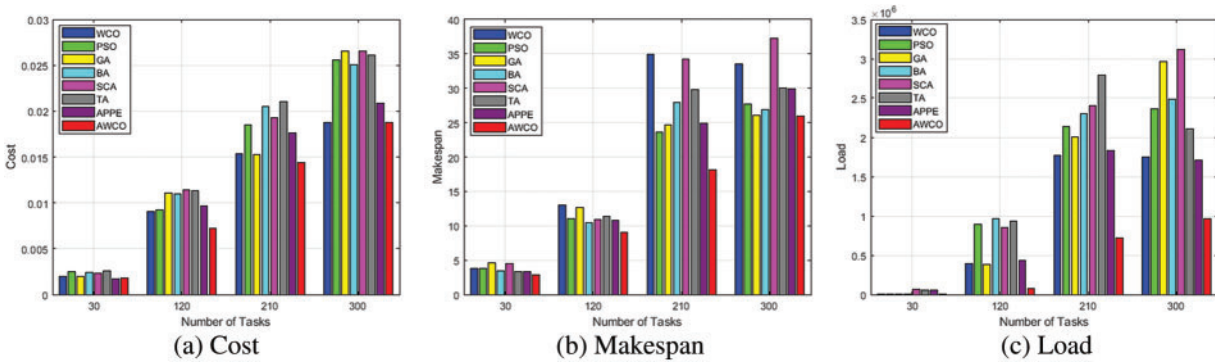 0.03
0.025
0.02
0.015
0.01
0.005
0
Cost
WCO
PSO
GA
BA
SCA
TA
APPE
AWCO
30 120 210 300
Number of Tasks
(a) Cost
40
35
30
25
20
15
10
5
0
Makespan
WCO
PSO
GA
BA
SCA
TA
APPE
AWCO
30 120 210 300
Number of Tasks
(b) Makespan
×10⁶
3.5
3
2.5
2
1.5
1
0.5
0
Load
WCO
PSO
GA
BA
SCA
TA
APPE
AWCO
30 120 210 300
Number of Tasks
(c) Load